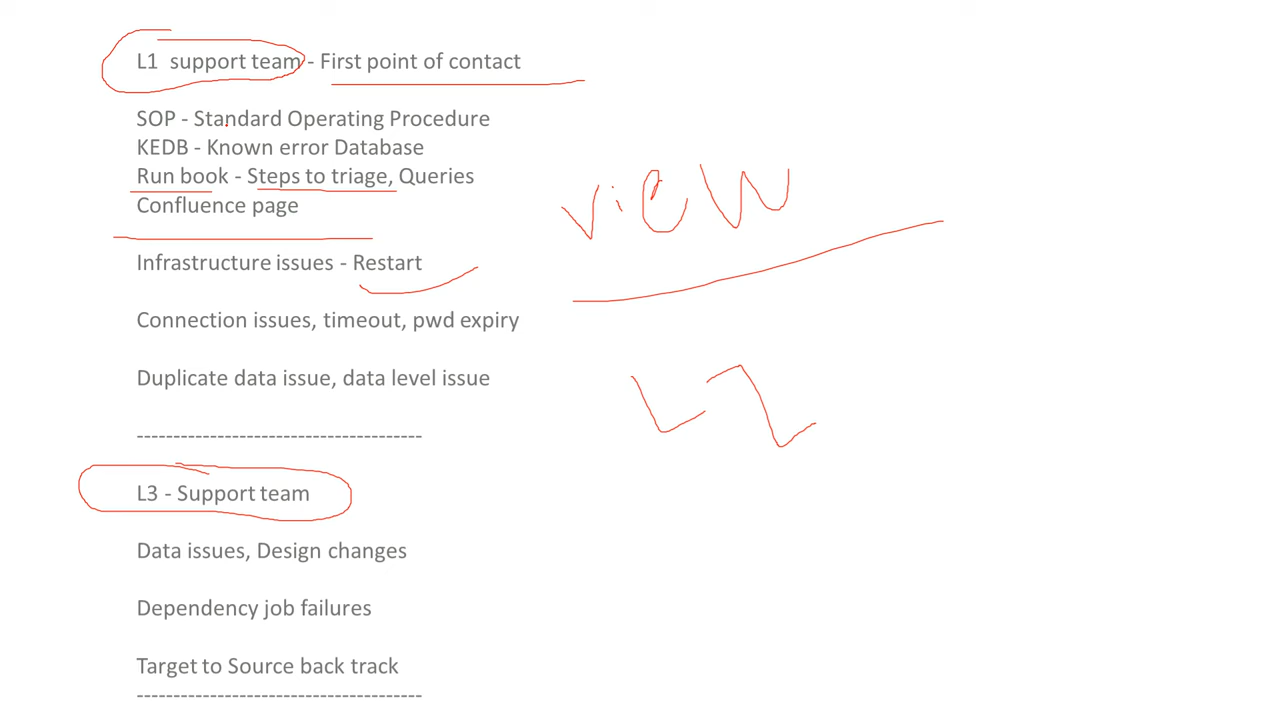 L1 support team - First point of contact
SOP - Standard Operating Procedure
KEDB - Known error Database
Run book - Steps to triage, Queries
Confluence page
view
Infrastructure issues - Restart
Connection issues, timeout, pwd expiry
Duplicate data issue, data level issue
L2
---------------------------------------
L3 - Support team
Data issues, Design changes
Dependency job failures
Target to Source back track
---------------------------------------